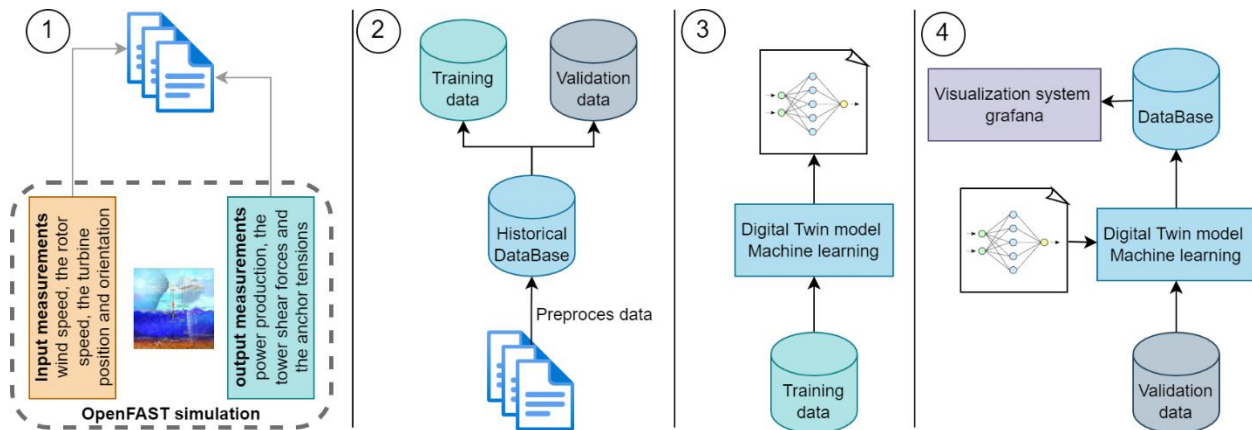 1
Input measurements
wind speed, the rotor
speed, the turbine
position and orientation
output measurements
power production, the
tower shear forces and
the anchor tensions
OpenFAST simulation
2
Training
data
Validation
data
Historical
DataBase
Preproces data
3
Digital Twin model
Machine learning
Training
data
4
Visualization system
grafana
DataBase
Digital Twin model
Machine learning
Validation
data